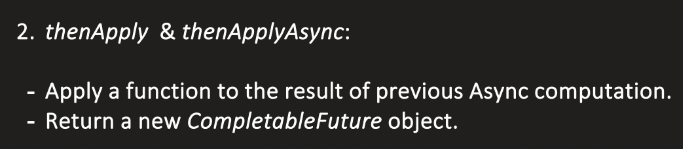 2. thenApply & thenApplyAsync:
- Apply a function to the result of previous Async computation.
- Return a new CompletableFuture object.